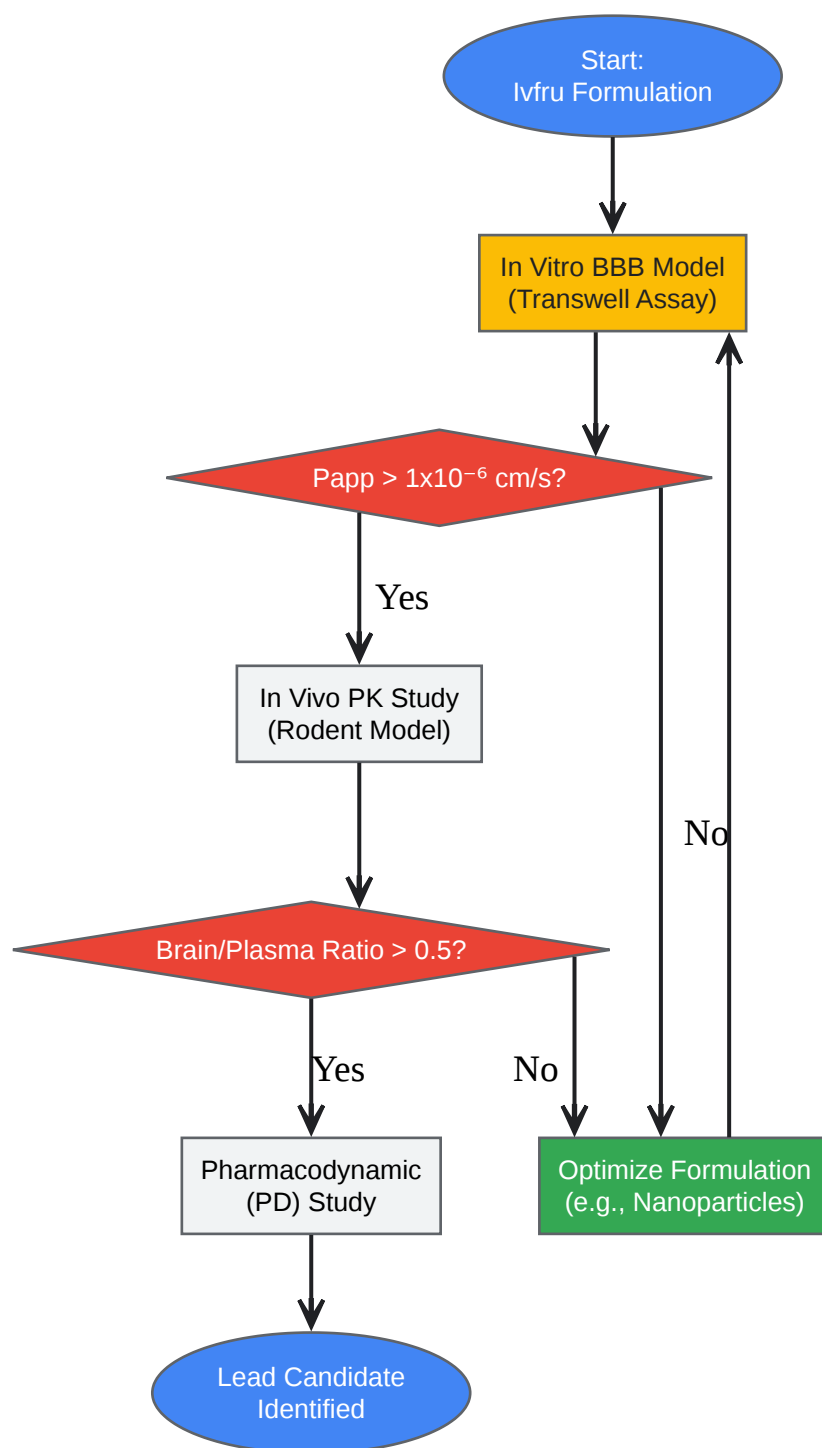 Start:
Ivfru Formulation
In Vitro BBB Model
(Transwell Assay)
Papp > 1x10⁻⁶ cm/s?
Yes
In Vivo PK Study
(Rodent Model)
No
Brain/Plasma Ratio > 0.5?
Yes
No
Pharmacodynamic
(PD) Study
Optimize Formulation
(e.g., Nanoparticles)
Lead Candidate
Identified